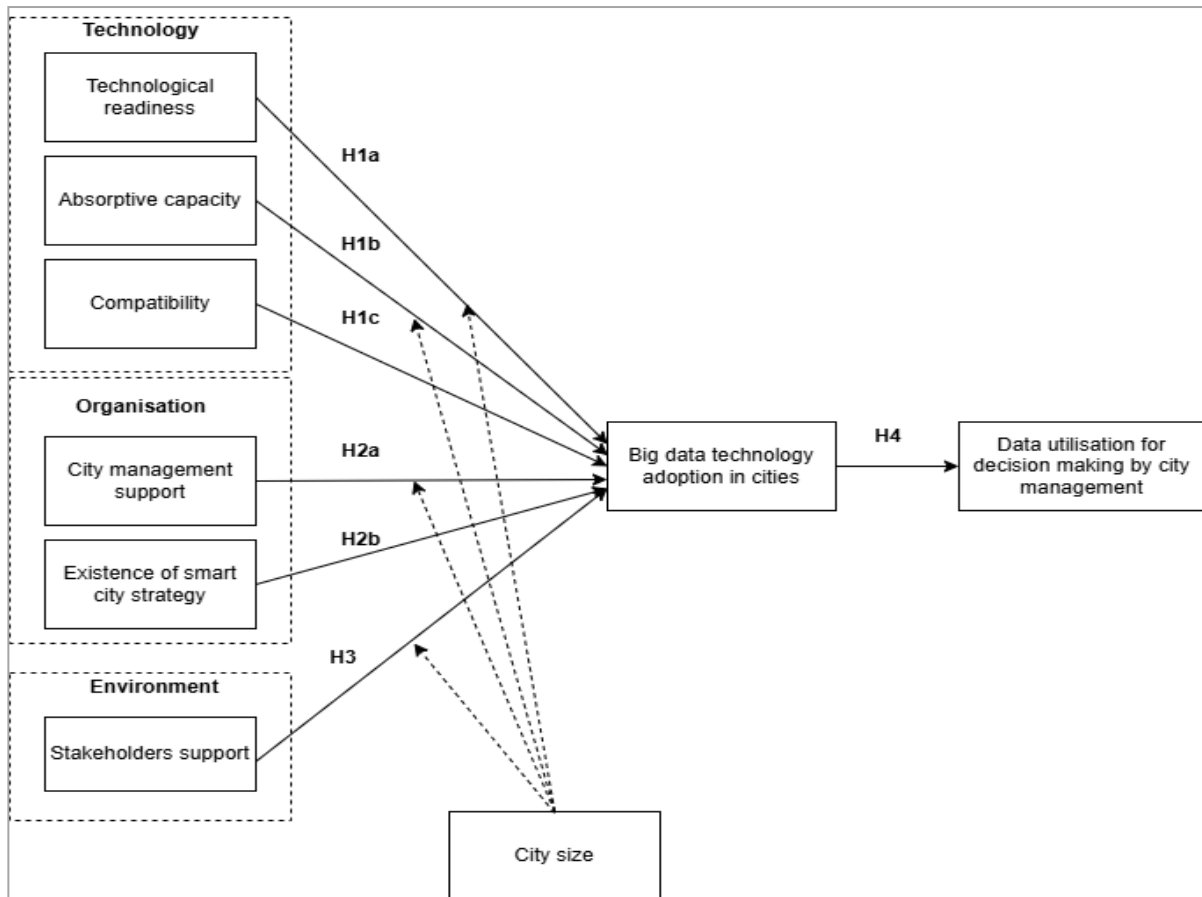 Technology
Technological
readiness
H1a
Absorptive capacity
H1b
Compatibility
H1c
Organisation
City management
support
H2a
Existence of smart
city strategy
H2b
Environment
Stakeholders support
H3
Big data technology
adoption in cities
H4
Data utilisation for
decision making by city
management
City size